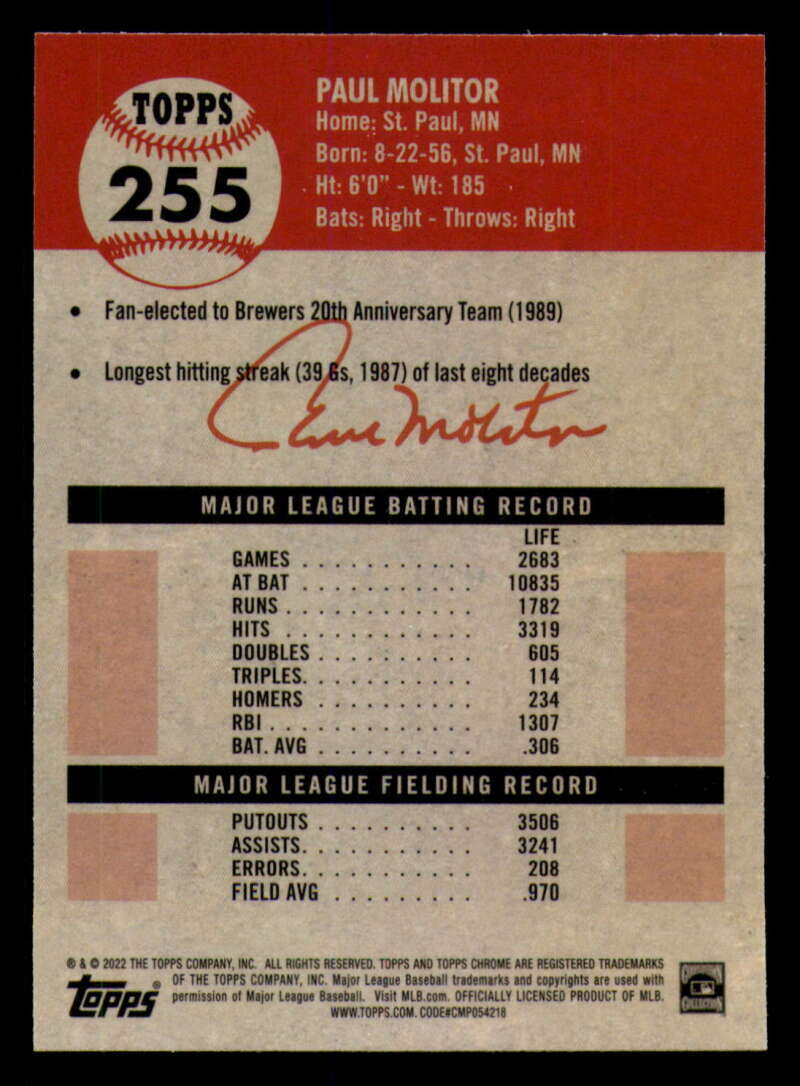 TOPPS
255
PAUL MOLITOR
Home: St. Paul, MN
Born: 8-22-56, St. Paul, MN
Ht: 6'0" - Wt: 185
Bats: Right - Throws: Right
• Fan-elected to Brewers 20th Anniversary Team (1989)
• Longest hitting streak (39 Gs, 1987) of last eight decades
Paul Molitor
MAJOR LEAGUE BATTING RECORD
LIFE
GAMES . . . . . . . . . . . 2683
AT BAT . . . . . . . . . . . 10835
RUNS . . . . . . . . . . . . 1782
HITS . . . . . . . . . . . . 3319
DOUBLES . . . . . . . . . . 605
TRIPLES. . . . . . . . . . . 114
HOMERS . . . . . . . . . . 234
RBI . . . . . . . . . . . . . 1307
BAT. AVG . . . . . . . . . . .306
MAJOR LEAGUE FIELDING RECORD
PUTOUTS . . . . . . . . . . 3506
ASSISTS. . . . . . . . . . . 3241
ERRORS. . . . . . . . . . . 208
FIELD AVG . . . . . . . . . .970
® & © 2022 THE TOPPS COMPANY, INC. ALL RIGHTS RESERVED. TOPPS AND TOPPS CHROME ARE REGISTERED TRADEMARKS
OF THE TOPPS COMPANY, INC. Major League Baseball trademarks and copyrights are used with
permission of Major League Baseball. Visit MLB.com. OFFICIALLY LICENSED PRODUCT OF MLB.
WWW.TOPPS.COM. CODE#CMP054218
Topps®
COOPERSTOWN
COLLECTION